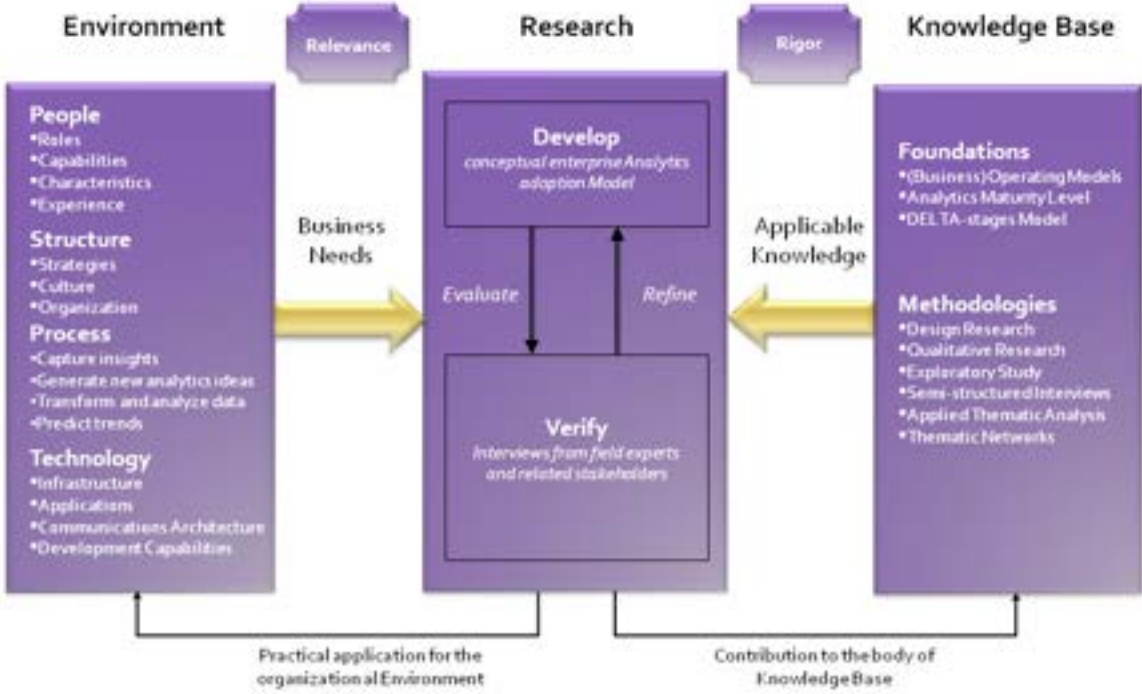 Environment
Relevance
Research
Rigor
Knowledge Base
People
•Roles
•Capabilities
•Characteristics
•Experience
Structure
•Strategies
•Culture
•Organization
Process
•Capture insights
•Generate new analytics ideas
•Transform and analyze data
•Predict trends
Technology
•Infrastructure
•Applications
•Communications Architecture
•Development Capabilities
Business
Needs
Develop
conceptual enterprise Analytics
adoption Model
Evaluate
Refine
Verify
Interviews from field experts
and related stakeholders
Applicable
Knowledge
Foundations
•(Business) Operating Models
•Analytics Maturity Level
•DELTA-stages Model
Methodologies
•Design Research
•Qualitative Research
•Exploratory Study
•Semi-structured Interviews
•Applied Thematic Analysis
•Thematic Networks
Practical application for the
organizational Environment
Contribution to the body of
Knowledge Base